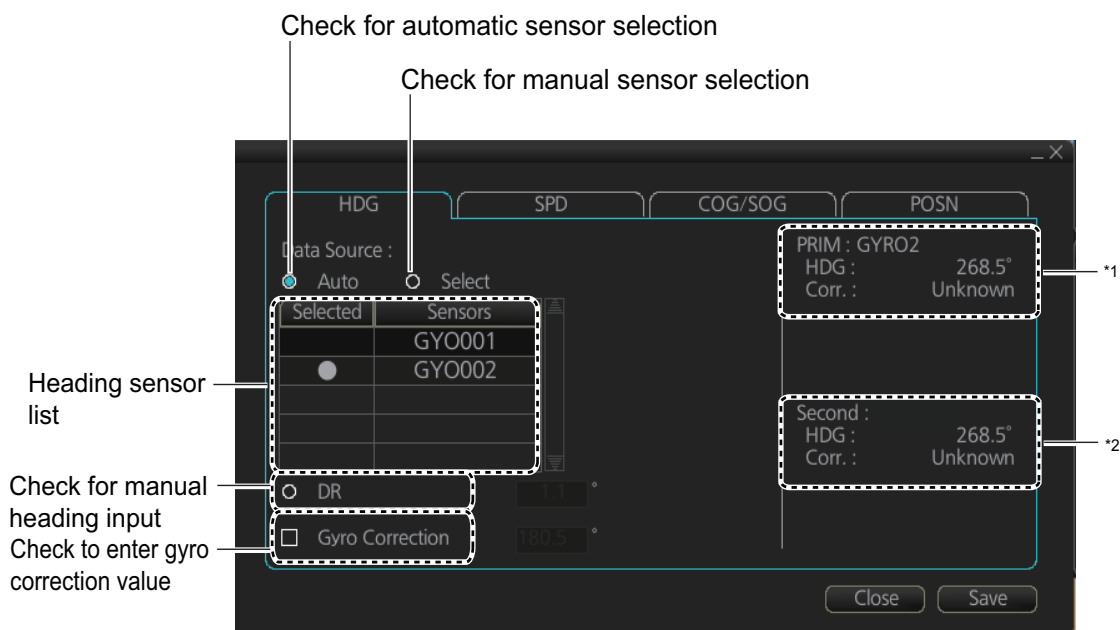 Check for automatic sensor selection
Check for manual sensor selection
HDG
SPD
COG/SOG
POSN
Data Source :
Auto
Select
Selected
Sensors
GYO001
GYO002
PRIM : GYRO2
HDG : 268.5°
Corr. : Unknown
*1
Second :
HDG : 268.5°
Corr. : Unknown
*2
Heading sensor
list
Check for manual
heading input
DR 1.1 °
Check to enter gyro
correction value
Gyro Correction 180.5 °
Close
Save